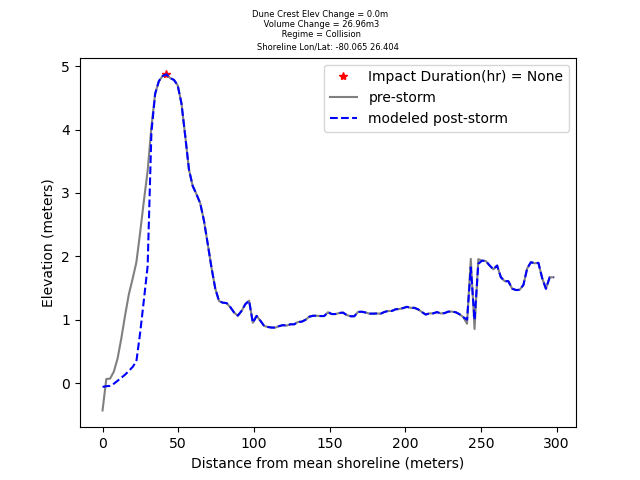 Dune Crest Elev Change = 0.0m
Volume Change = 26.96m3
Regime = Collision
Shoreline Lon/Lat: -80.065 26.404
Impact Duration(hr) = None
pre-storm
modeled post-storm
Elevation (meters)
5
4
3
2
1
0
0 50 100 150 200 250 300
Distance from mean shoreline (meters)